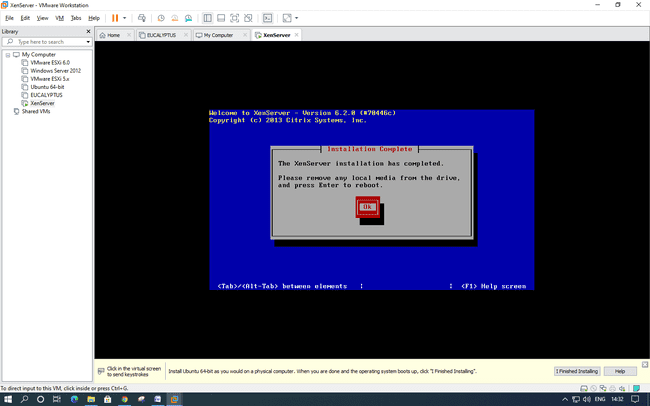 XenServer - VMware Workstation
File Edit View VM Tabs Help
Library
Type here to search
My Computer
VMware ESXi 6.0
Windows Server 2012
VMware ESXi 5.x
Ubuntu 64-bit
EUCALYPTUS
XenServer
Shared VMs
Home EUCALYPTUS My Computer XenServer
Welcome to XenServer - Version 6.2.0 (#70446c)
Copyright (c) 2013 Citrix Systems, Inc.
Installation Complete
The XenServer installation has completed.
Please remove any local media from the drive,
and press Enter to reboot.
Ok
<Tab>/<Alt-Tab> between elements | | <F1> Help screen
Click in the virtual screen
to send keystrokes
Install Ubuntu 64-bit as you would on a physical computer. When you are done and the operating system boots up, click "I Finished Installing".
I Finished Installing Help
To direct input to this VM, click inside or press Ctrl+G.
ENG 14:32